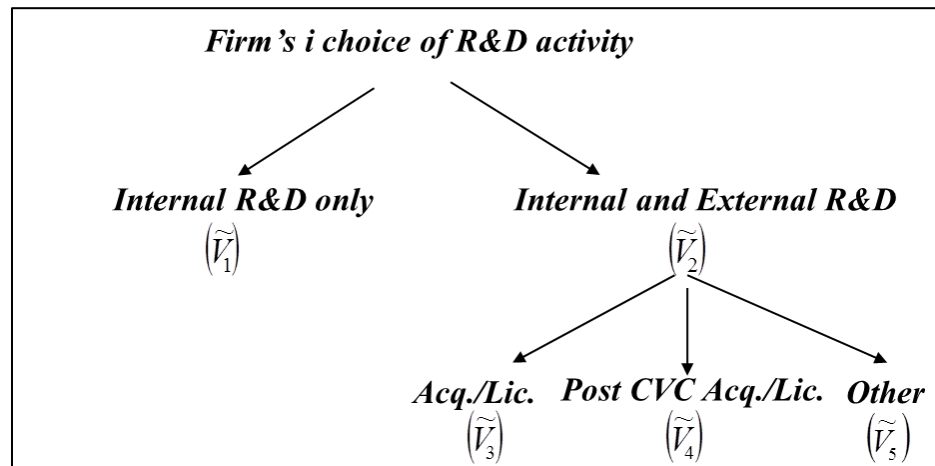 Firm’s i choice of R&D activity
Internal R&D only Internal and External R&D
(Ṽ₁) (Ṽ₂)
Acq./Lic. Post CVC Acq./Lic. Other
(Ṽ₃) (Ṽ₄) (Ṽ₅)